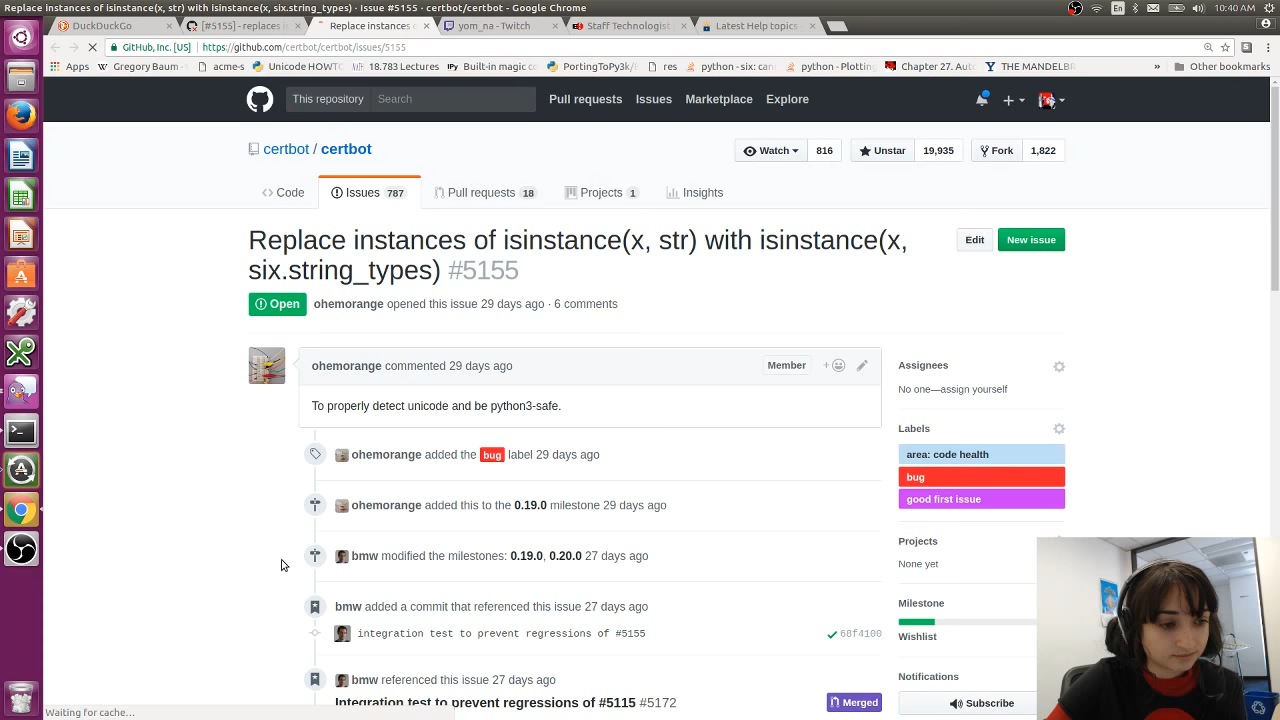 Replace instances of isinstance(x, str) with isinstance(x, six.string_types) · Issue #5155 · certbot/certbot - Google Chrome
10:40 AM
DuckDuckGo
[#5155] - replaces in
Replace instances of i
yom_na - Twitch
Staff Technologist
Latest Help topics -
GitHub, Inc. [US]
https://github.com/certbot/certbot/issues/5155
Apps
Gregory Baum -
acme-s
Unicode HOWTO
18.783 Lectures
IPy Built-in magic co
PortingToPy3k/E
res
python - six: can
python - Plotting
Chapter 27. Aut
THE MANDELBR
»
Other bookmarks
This repository
Search
Pull requests
Issues
Marketplace
Explore
certbot / certbot
Watch
816
Unstar
19,935
Fork
1,822
Code
Issues 787
Pull requests 18
Projects 1
Insights
Replace instances of isinstance(x, str) with isinstance(x,
six.string_types) #5155
Edit
New issue
Open
ohemorange opened this issue 29 days ago · 6 comments
ohemorange commented 29 days ago
Member
To properly detect unicode and be python3-safe.
ohemorange added the bug label 29 days ago
ohemorange added this to the 0.19.0 milestone 29 days ago
bmw modified the milestones: 0.19.0, 0.20.0 27 days ago
bmw added a commit that referenced this issue 27 days ago
integration test to prevent regressions of #5155
68f4100
bmw referenced this issue 27 days ago
Integration test to prevent regressions of #5115 #5172
Merged
Assignees
No one—assign yourself
Labels
area: code health
bug
good first issue
Projects
None yet
Milestone
Wishlist
Notifications
Subscribe
Waiting for cache…